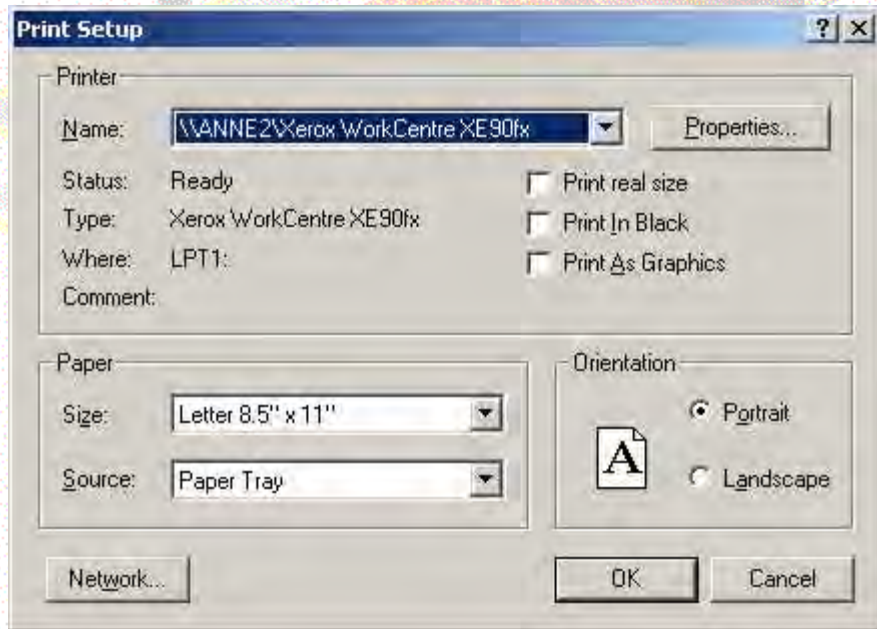 Print Setup
Printer
Name: \\ANNE2\Xerox WorkCentre XE90fx Properties...
Status: Ready
Print real size
Type: Xerox WorkCentre XE90fx
Print In Black
Where: LPT1:
Print As Graphics
Comment:
Paper
Size: Letter 8.5" x 11"
Source: Paper Tray
Orientation
A
Portrait
Landscape
Network...
OK
Cancel